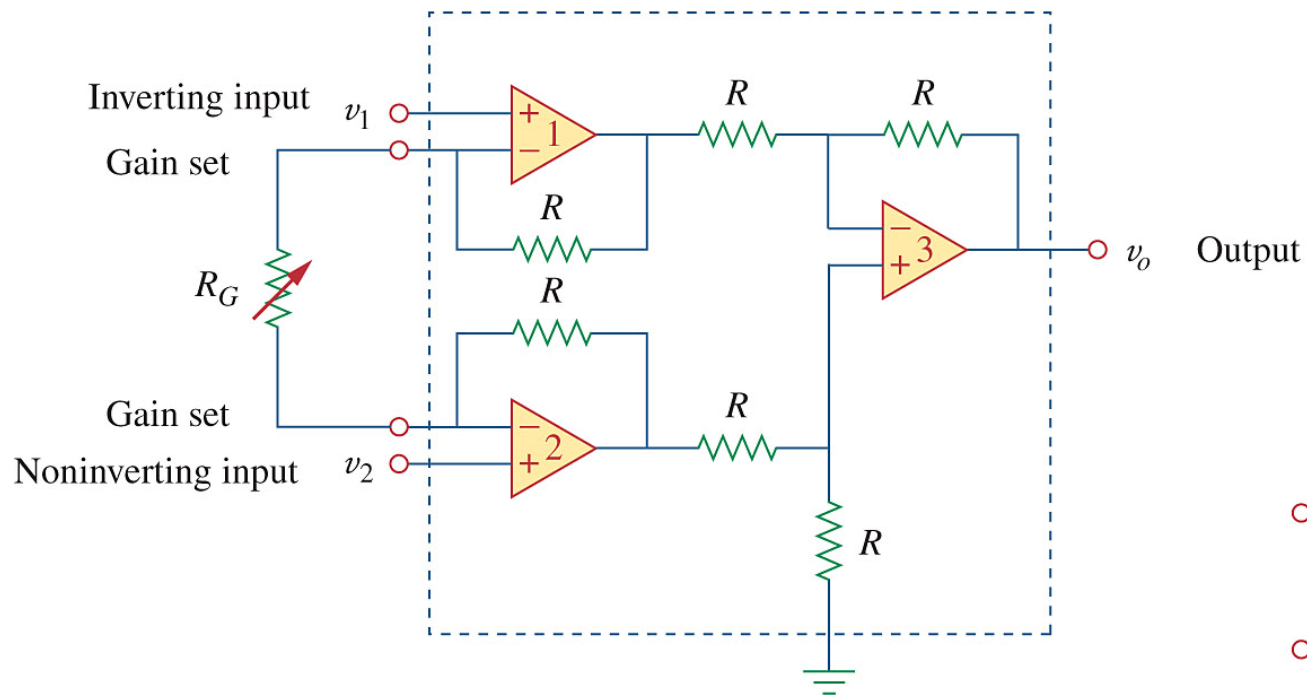 Inverting input v1 + 1 R R
Gain set −
R
RG − 3 vo Output
+
R
Gain set − R
Noninverting input v2 + 2
R